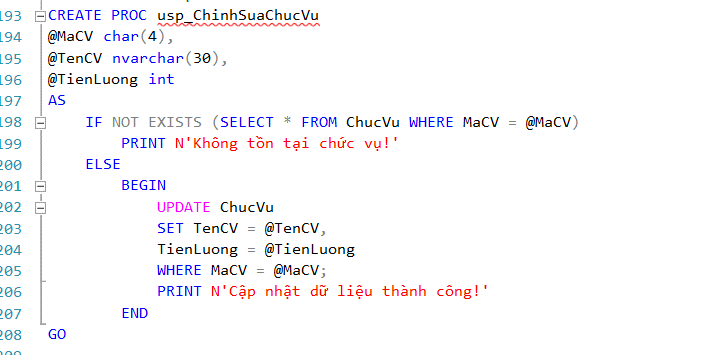 193 CREATE PROC usp_ChinhSuaChucVu
194 @MaCV char(4),
195 @TenCV nvarchar(30),
196 @TienLuong int
197 AS
198 IF NOT EXISTS (SELECT * FROM ChucVu WHERE MaCV = @MaCV)
199 PRINT N'Không tồn tại chức vụ!'
200 ELSE
201 BEGIN
202 UPDATE ChucVu
203 SET TenCV = @TenCV,
204 TienLuong = @TienLuong
205 WHERE MaCV = @MaCV;
206 PRINT N'Cập nhật dữ liệu thành công!'
207 END
208 GO